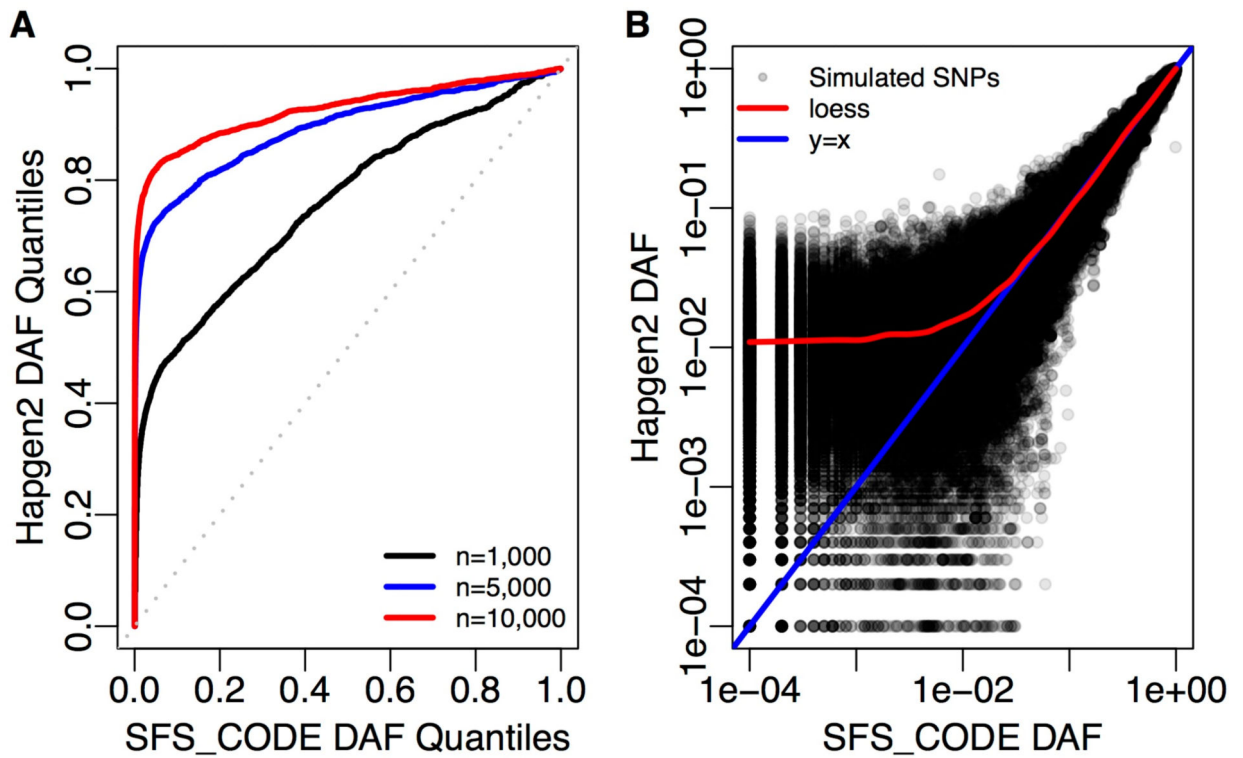 A
Hapgen2 DAF Quantiles
1.0
0.8
0.6
0.4
0.2
0.0
n=1,000
n=5,000
n=10,000
0.0 0.2 0.4 0.6 0.8 1.0
SFS_CODE DAF Quantiles
B
Hapgen2 DAF
1e+00
1e−01
1e−02
1e−03
1e−04
Simulated SNPs
loess
y=x
1e−04 1e−02 1e+00
SFS_CODE DAF